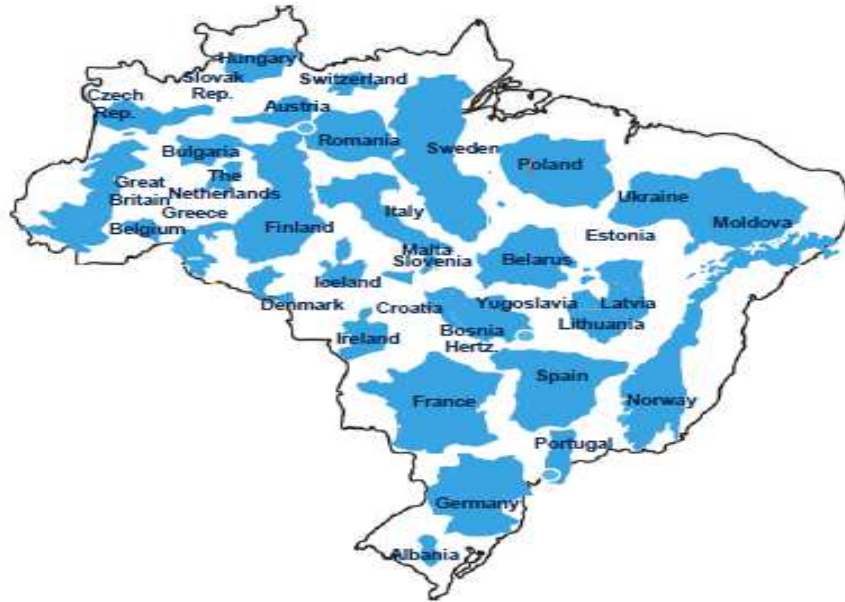 Hungary
Slovak
Rep.
Switzerland
Czech
Rep.
Austria
Romania
Sweden
Bulgaria
Poland
The
Netherlands
Great
Britain
Greece
Belgium
Finland
Italy
Ukraine
Moldova
Estonia
Malta
Slovenia
Belarus
Iceland
Denmark
Croatia
Yugoslavia
Latvia
Lithuania
Bosnia
Hertz.
Ireland
Spain
France
Norway
Portugal
Germany
Albania